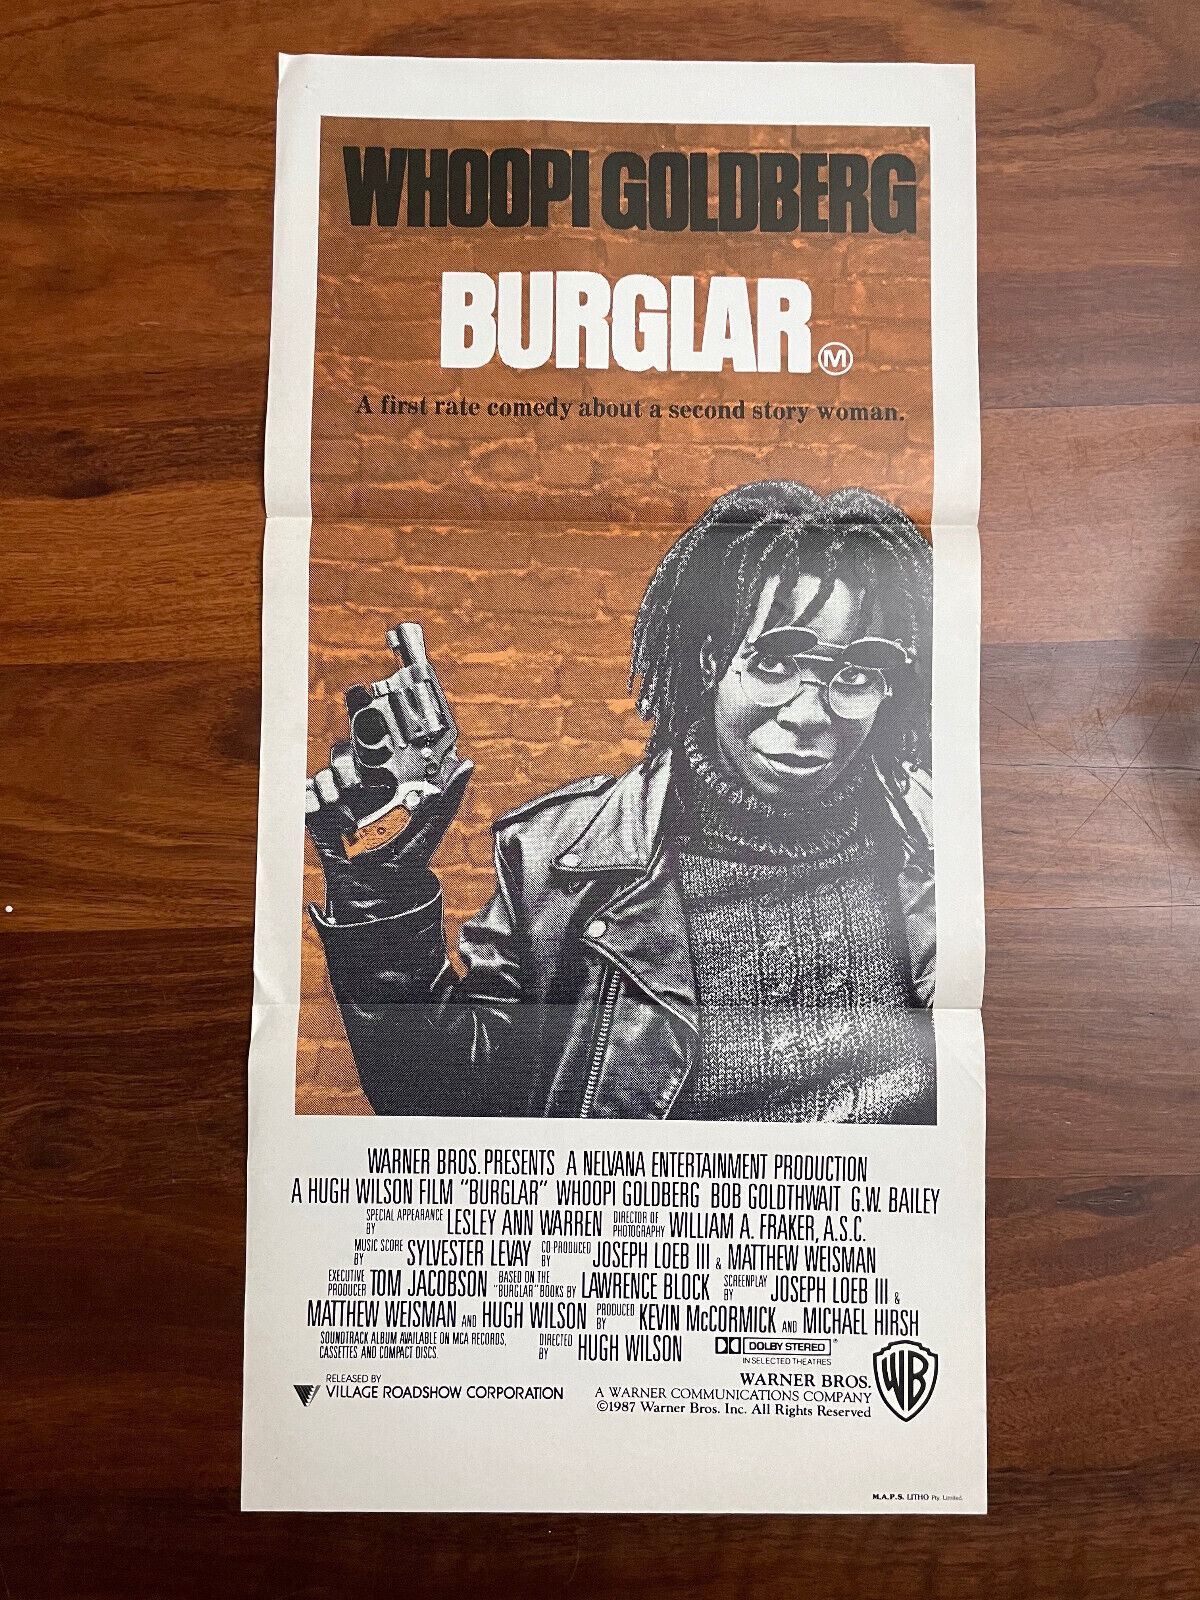 WHOOPI GOLDBERG
BURGLAR M
A first rate comedy about a second story woman.
WARNER BROS. PRESENTS A NELVANA ENTERTAINMENT PRODUCTION
A HUGH WILSON FILM "BURGLAR" WHOOPI GOLDBERG BOB GOLDTHWAIT G.W. BAILEY
SPECIAL APPEARANCE BY LESLEY ANN WARREN DIRECTOR OF PHOTOGRAPHY WILLIAM A. FRAKER, A.S.C.
MUSIC SCORE BY SYLVESTER LEVAY CO-PRODUCED BY JOSEPH LOEB III & MATTHEW WEISMAN
EXECUTIVE PRODUCER TOM JACOBSON BASED ON THE "BURGLAR" BOOKS BY LAWRENCE BLOCK SCREENPLAY BY JOSEPH LOEB III &
MATTHEW WEISMAN AND HUGH WILSON PRODUCED BY KEVIN McCORMICK AND MICHAEL HIRSH
SOUNDTRACK ALBUM AVAILABLE ON MCA RECORDS, CASSETTES AND COMPACT DISCS. DIRECTED BY HUGH WILSON DOLBY STEREO ®
IN SELECTED THEATRES
RELEASED BY
VILLAGE ROADSHOW CORPORATION
WARNER BROS.
A WARNER COMMUNICATIONS COMPANY
©1987 Warner Bros. Inc. All Rights Reserved
WB
M.A.P.S. LITHO Pty. Limited.